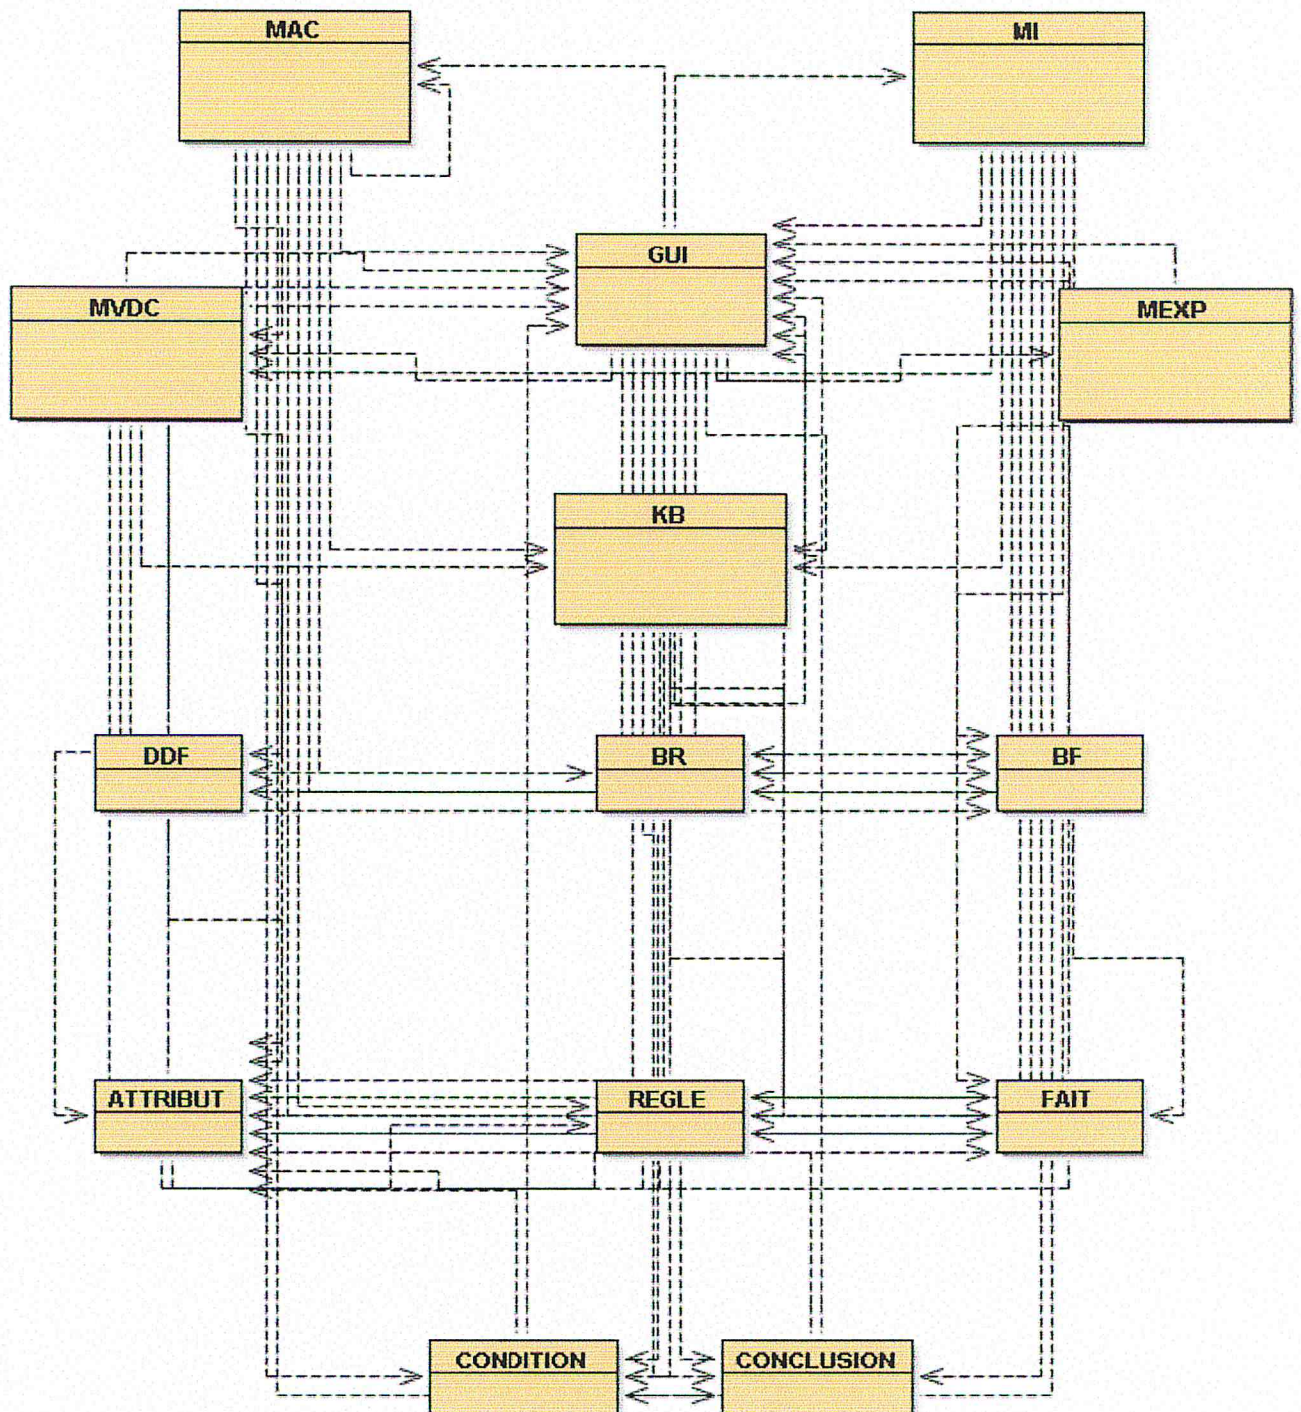 MAC
MI
GUI
MVDC
MEXP
KB
DDF
BR
BF
ATTRIBUT
REGLE
FAIT
CONDITION
CONCLUSION